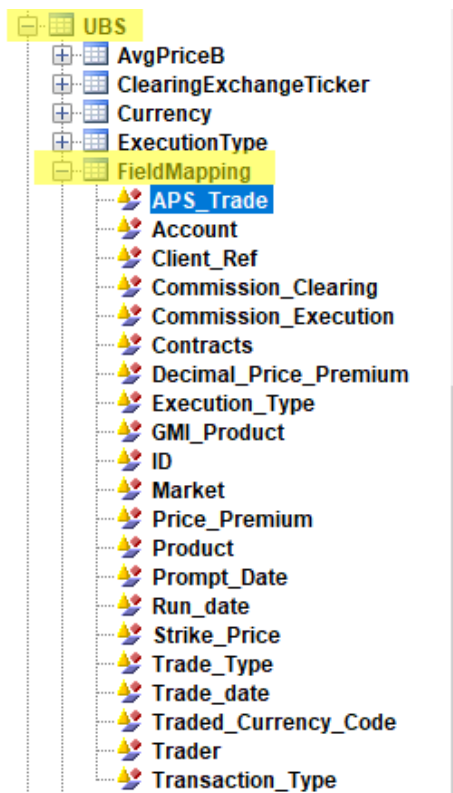 UBS
AvgPriceB
ClearingExchangeTicker
Currency
ExecutionType
FieldMapping
APS_Trade
Account
Client_Ref
Commission_Clearing
Commission_Execution
Contracts
Decimal_Price_Premium
Execution_Type
GMI_Product
ID
Market
Price_Premium
Product
Prompt_Date
Run_date
Strike_Price
Trade_Type
Trade_date
Traded_Currency_Code
Trader
Transaction_Type